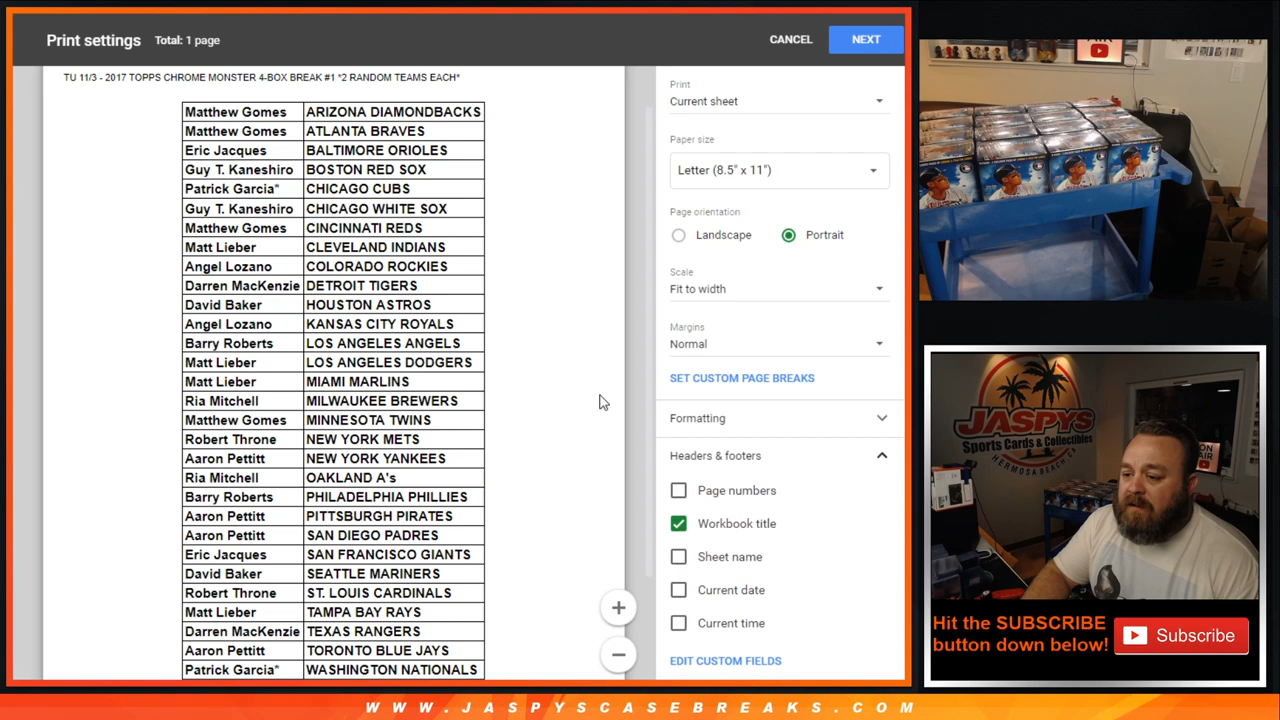 Print settings Total: 1 page CANCEL NEXT
TU 11/3 - 2017 TOPPS CHROME MONSTER 4-BOX BREAK #1 *2 RANDOM TEAMS EACH*
Matthew Gomes ARIZONA DIAMONDBACKS
Matthew Gomes ATLANTA BRAVES
Eric Jacques BALTIMORE ORIOLES
Guy T. Kaneshiro BOSTON RED SOX
Patrick Garcia* CHICAGO CUBS
Guy T. Kaneshiro CHICAGO WHITE SOX
Matthew Gomes CINCINNATI REDS
Matt Lieber CLEVELAND INDIANS
Angel Lozano COLORADO ROCKIES
Darren MacKenzie DETROIT TIGERS
David Baker HOUSTON ASTROS
Angel Lozano KANSAS CITY ROYALS
Barry Roberts LOS ANGELES ANGELS
Matt Lieber LOS ANGELES DODGERS
Matt Lieber MIAMI MARLINS
Ria Mitchell MILWAUKEE BREWERS
Matthew Gomes MINNESOTA TWINS
Robert Throne NEW YORK METS
Aaron Pettitt NEW YORK YANKEES
Ria Mitchell OAKLAND A's
Barry Roberts PHILADELPHIA PHILLIES
Aaron Pettitt PITTSBURGH PIRATES
Aaron Pettitt SAN DIEGO PADRES
Eric Jacques SAN FRANCISCO GIANTS
David Baker SEATTLE MARINERS
Robert Throne ST. LOUIS CARDINALS
Matt Lieber TAMPA BAY RAYS
Darren MacKenzie TEXAS RANGERS
Aaron Pettitt TORONTO BLUE JAYS
Patrick Garcia* WASHINGTON NATIONALS
Print
Current sheet
Paper size
Letter (8.5" x 11")
Page orientation
Landscape Portrait
Scale
Fit to width
Margins
Normal
SET CUSTOM PAGE BREAKS
Formatting
Headers & footers
Page numbers
Workbook title
Sheet name
Current date
Current time
EDIT CUSTOM FIELDS
JASPYS
Sports Cards & Collectibles
HERMOSA BEACH, CA
ON
AIR
Hit the SUBSCRIBE
button down below!
Subscribe
WWW.JASPYSCASEBREAKS.COM